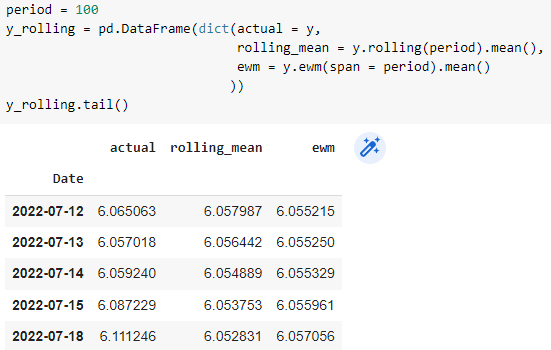 period = 100
y_rolling = pd.DataFrame(dict(actual = y,
rolling_mean = y.rolling(period).mean(),
ewm = y.ewm(span = period).mean()
))
y_rolling.tail()
actual rolling_mean ewm
Date
2022-07-12 6.065063 6.057987 6.055215
2022-07-13 6.057018 6.056442 6.055250
2022-07-14 6.059240 6.054889 6.055329
2022-07-15 6.087229 6.053753 6.055961
2022-07-18 6.111246 6.052831 6.057056